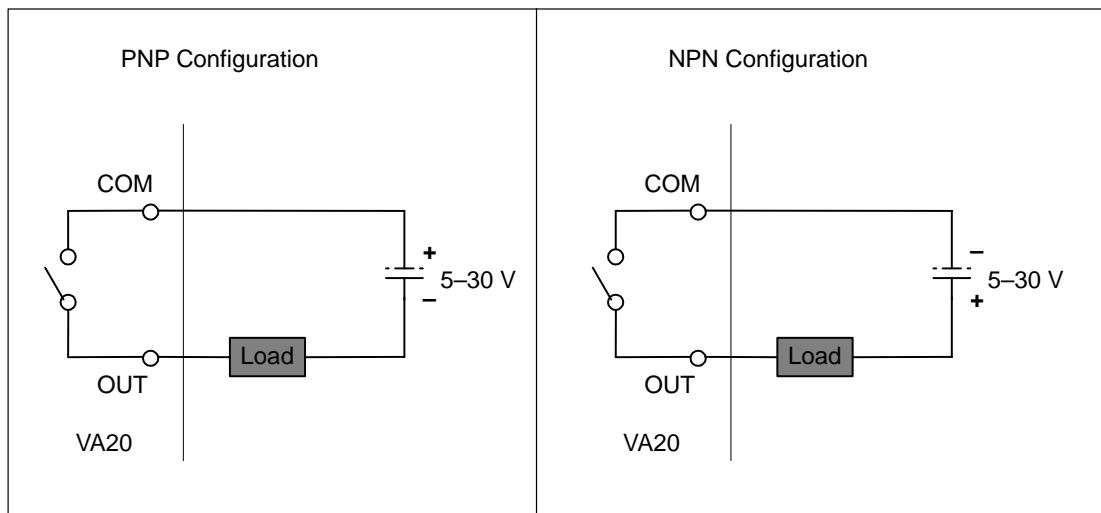 PNP Configuration
COM
+
5–30 V
–
Load
OUT
VA20
NPN Configuration
COM
–
5–30 V
+
Load
OUT
VA20